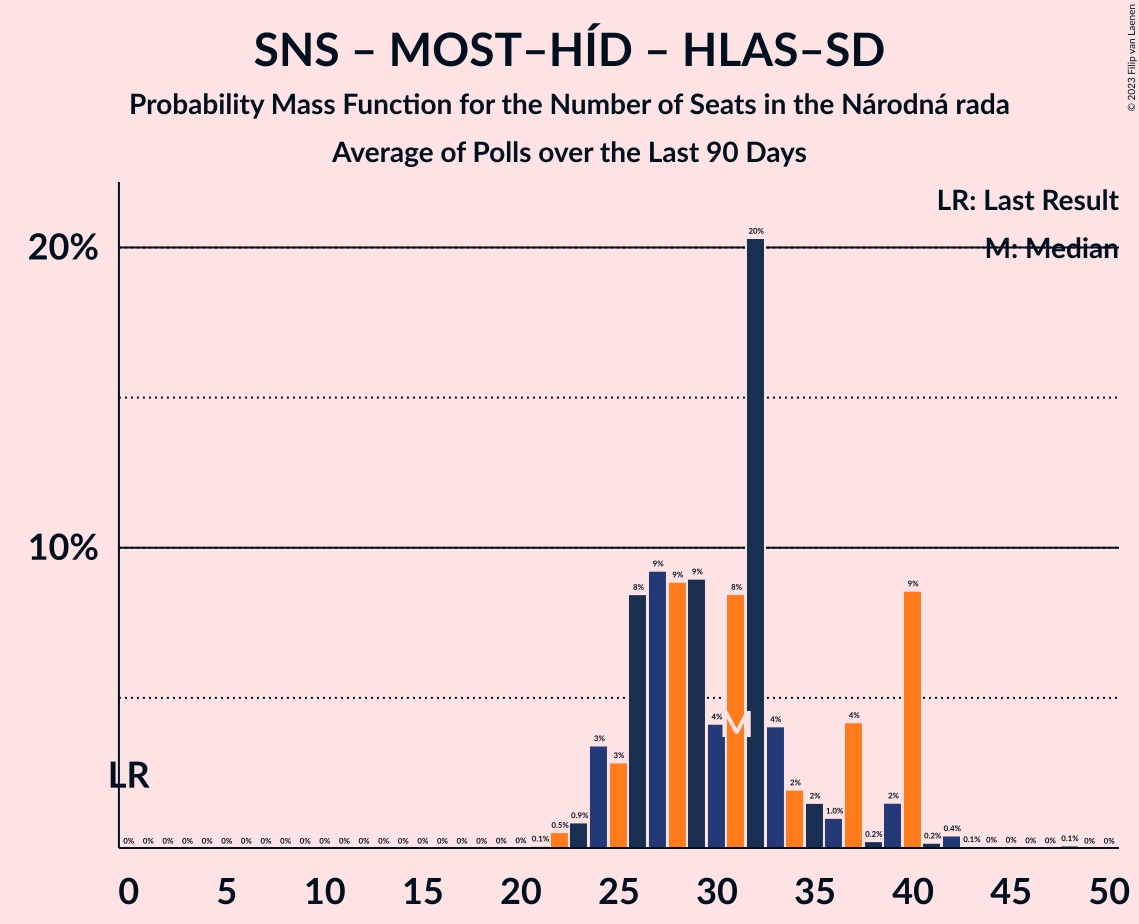 SNS – MOST–HÍD – HLAS–SD
Probability Mass Function for the Number of Seats in the Národná rada
Average of Polls over the Last 90 Days
© 2023 Filip van Laenen
LR: Last Result
M: Median
20%
10%
0% 0% 0% 0% 0% 0% 0% 0% 0% 0% 0% 0% 0% 0% 0% 0% 0% 0% 0% 0% 0% 0.1% 0.5% 0.9% 3% 3% 8% 9% 9% 9% 4% 8% 20% 4% 2% 2% 1.0% 4% 0.2% 2% 9% 0.2% 0.4% 0.1% 0% 0% 0% 0% 0.1% 0% 0%
M
LR
0 5 10 15 20 25 30 35 40 45 50